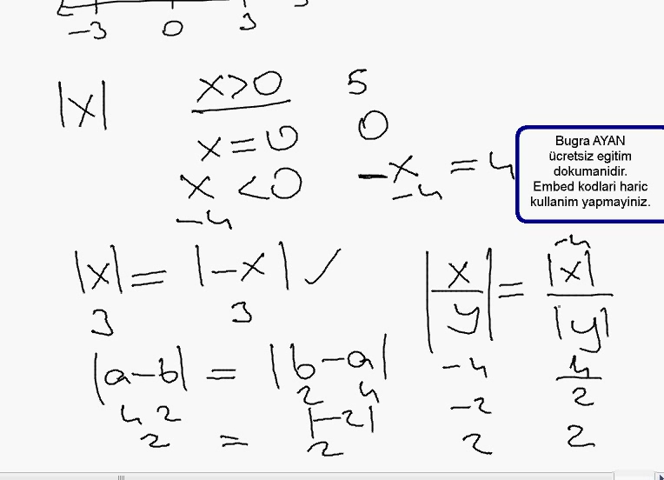 -3 0 3
|x| x>0 5
x=0 0
x <0 -x = 4
-4 -4
Bugra AYAN
ücretsiz egitim
dokumanidir.
Embed kodlari haric
kullanim yapmayiniz.
|x| = |-x| ✓
3 3
|x/y| = |x|/|y|
-4
|a-b| = |b-a|
4 2 2 4
2 = |-2|
2
-4 4/2
-2
2 2